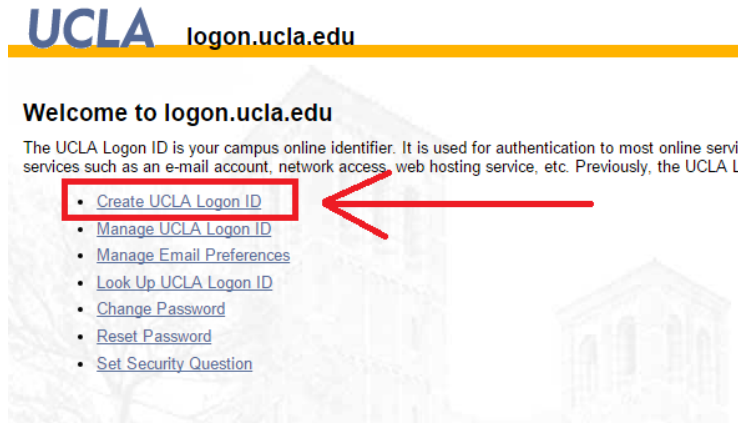 UCLA logon.ucla.edu
Welcome to logon.ucla.edu
The UCLA Logon ID is your campus online identifier. It is used for authentication to most online
services such as an e-mail account, network access, web hosting service, etc. Previously, the UCLA
Create UCLA Logon ID
Manage UCLA Logon ID
Manage Email Preferences
Look Up UCLA Logon ID
Change Password
Reset Password
Set Security Question